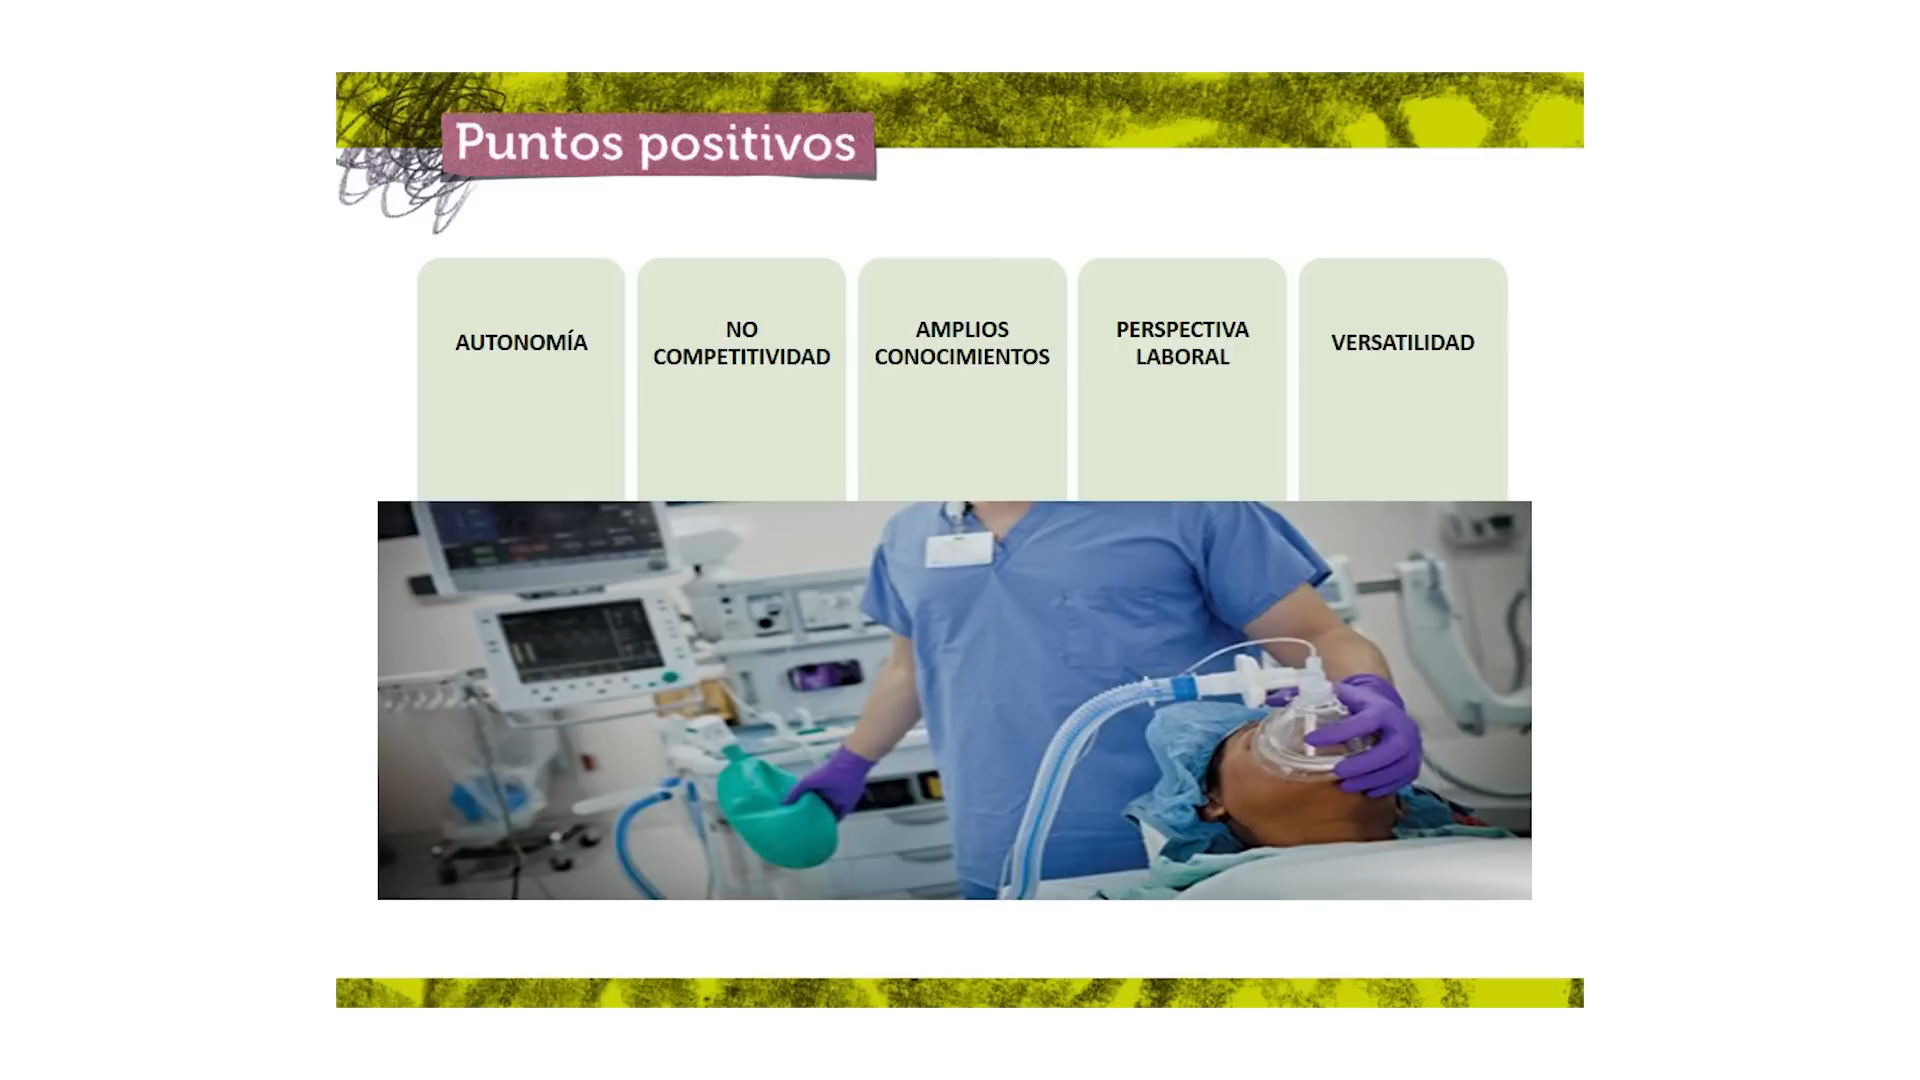 Puntos positivos
AUTONOMÍA
NO
COMPETITIVIDAD
AMPLIOS
CONOCIMIENTOS
PERSPECTIVA
LABORAL
VERSATILIDAD